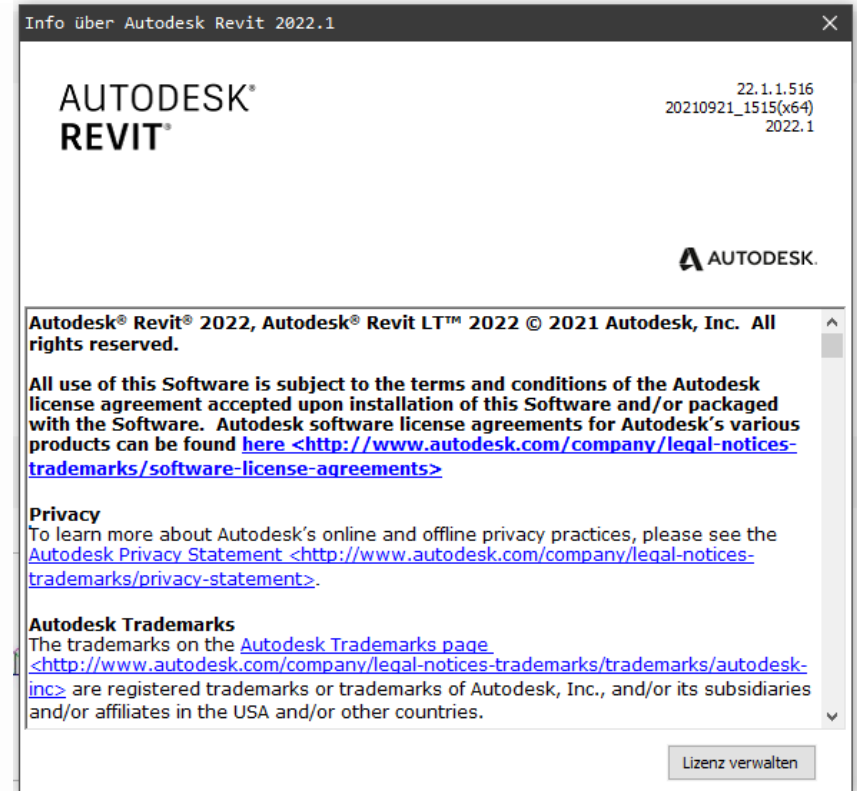 Info über Autodesk Revit 2022.1
AUTODESK®
REVIT®
22.1.1.516
20210921_1515(x64)
2022.1
AUTODESK.
Autodesk® Revit® 2022, Autodesk® Revit LT™ 2022 © 2021 Autodesk, Inc. All
rights reserved.
All use of this Software is subject to the terms and conditions of the Autodesk
license agreement accepted upon installation of this Software and/or packaged
with the Software. Autodesk software license agreements for Autodesk's various
products can be found here <http://www.autodesk.com/company/legal-notices-
trademarks/software-license-agreements>
Privacy
To learn more about Autodesk's online and offline privacy practices, please see the
Autodesk Privacy Statement <http://www.autodesk.com/company/legal-notices-
trademarks/privacy-statement>.
Autodesk Trademarks
The trademarks on the Autodesk Trademarks page
<http://www.autodesk.com/company/legal-notices-trademarks/trademarks/autodesk-
inc> are registered trademarks or trademarks of Autodesk, Inc., and/or its subsidiaries
and/or affiliates in the USA and/or other countries.
Lizenz verwalten